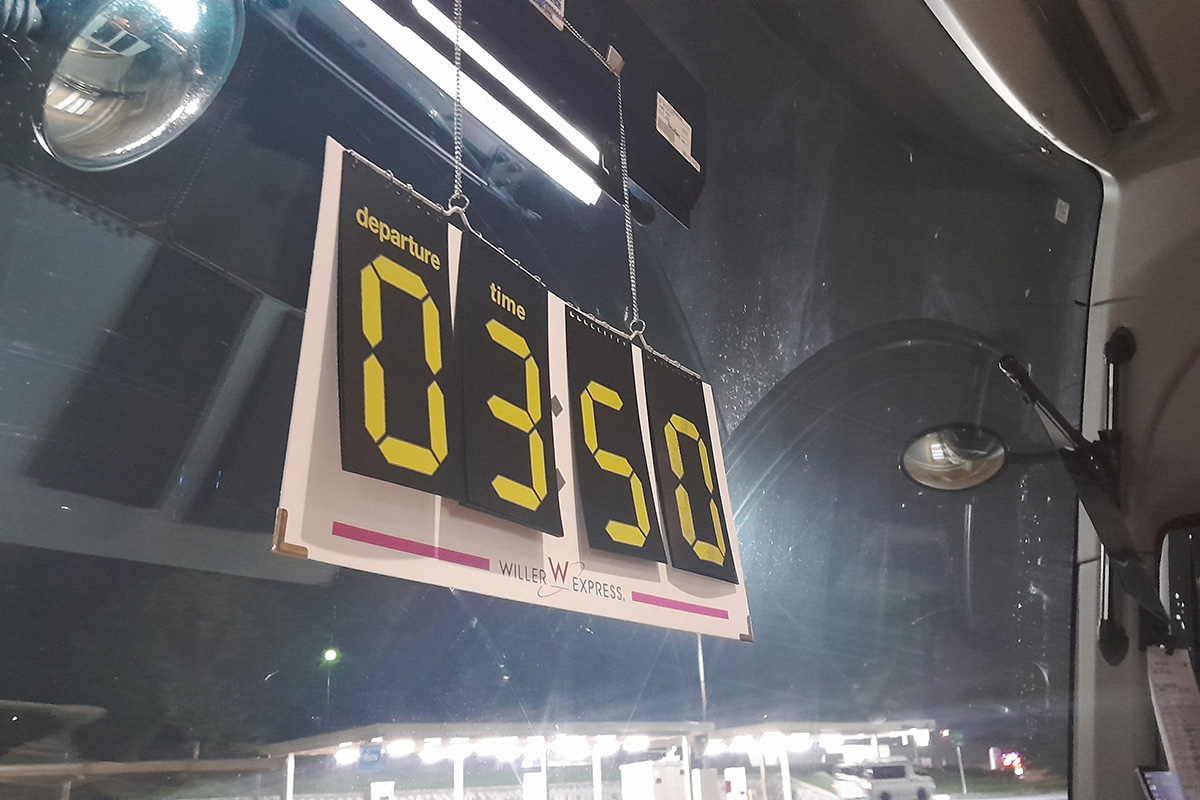 departure
time
03:50
WILLER W EXPRESS.